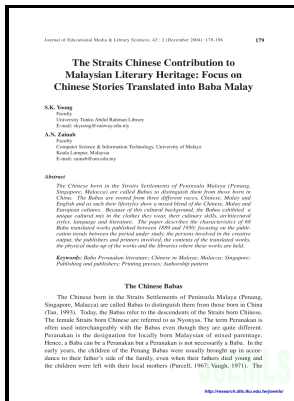 Journal of Educational Media & Library Sciences, 42 : 2 (December 2004) : 179-198 179
The Straits Chinese Contribution to
Malaysian Literary Heritage: Focus on
Chinese Stories Translated into Baba Malay
S.K. Yoong
Faculty
University Tunku Abdul Rahman Library
E-mail: skyoong@sunway.edu.my
A.N. Zainab
Faculty
Computer Science & Information Technology, University of Malaya
Kuala Lumpur, Malaysia
E-mail: zainab@um.edu.my
Abstract
The Chinese born in the Straits Settlements of Peninsula Malaya (Penang,
Singapore, Malacca) are called Babas to distinguish them from those born in
China. The Babas are rooted from three different races, Chinese, Malay and
English and as such their lifestyles show a mixed blend of the Chinese, Malay and
European cultures. Because of this cultural background, the Babas exhibited a
unique cultural mix in the clothes they wear, their culinary skills, architectural
styles, language and literature. The paper describes the characteristics of 68
Baba translated works published between 1889 and 1950; focusing on the publi-
cation trends between the period under study, the persons involved in the creative
output, the publishers and printers involved, the contents of the translated works,
the physical make-up of the works and the libraries where these works are held.
Keywords: Baba Peranakan literature; Chinese in Malaya; Malacca; Singapore;
Publishing and publishers; Printing presses; Authorship pattern
The Chinese Babas
The Chinese born in the Straits Settlements of Peninsula Malaya (Penang,
Singapore, Malacca) are called Babas to distinguish them from those born in China
(Tan, 1993). Today, the Babas refer to the descendents of the Straits born Chinese.
The female Straits born Chinese are referred to as Nyonyas. The term Peranakan is
often used interchangeably with the Babas even though they are quite different.
Peranakan is the designation for locally born Malaysian of mixed parentage.
Hence, a Baba can be a Peranakan but a Peranakan is not necessarily a Baba. In the
early years, the children of the Penang Babas were usually brought up in accor-
dance to their father's side of the family, even when their fathers died young and
the children were left with their local mothers (Purcell, 1967; Vaugh, 1971). The
http://research.dils.tku.edu.tw/joemls/